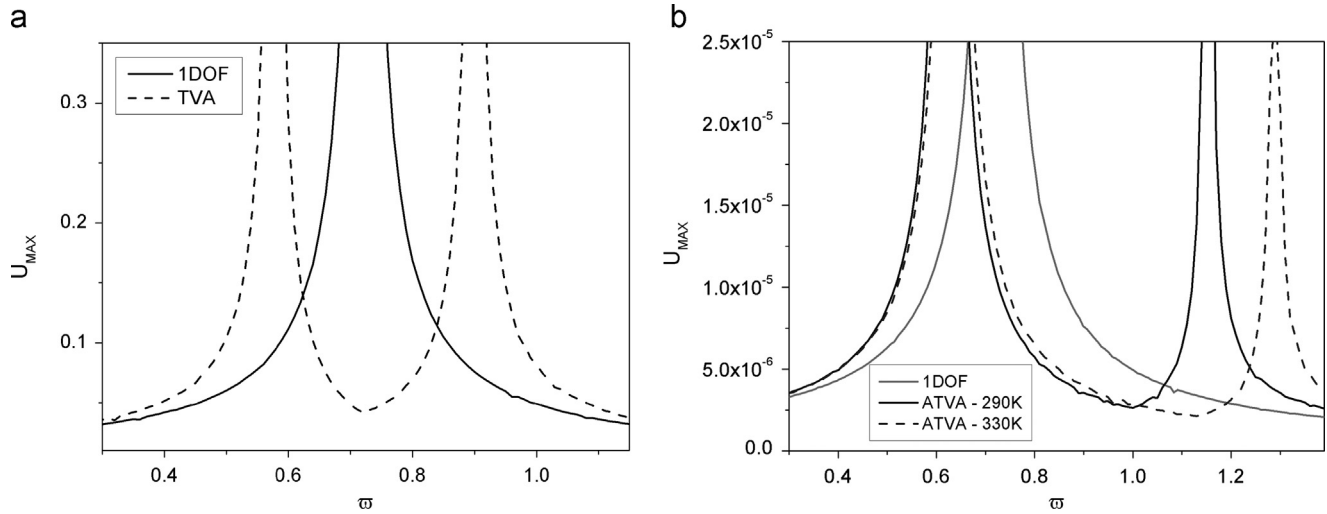 a
1DOF
TVA
0.3
0.2
0.1
U_MAX
0.4 0.6 0.8 1.0
ϖ
b
2.5x10⁻⁵
2.0x10⁻⁵
1.5x10⁻⁵
1.0x10⁻⁵
5.0x10⁻⁶
0.0
U_MAX
1DOF
ATVA - 290K
ATVA - 330K
0.4 0.6 0.8 1.0 1.2
ϖ